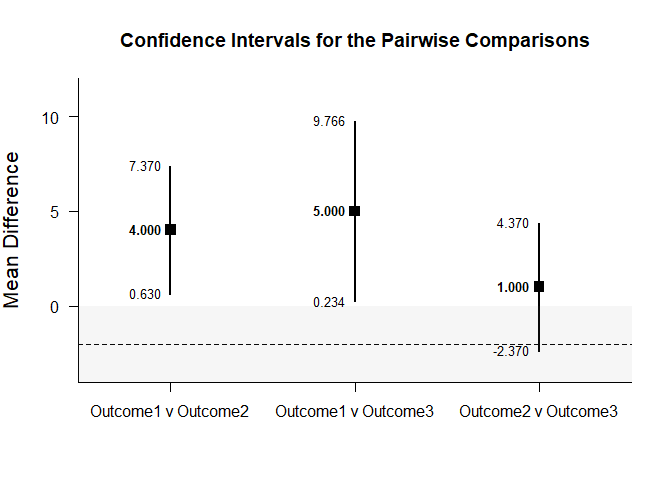 Confidence Intervals for the Pairwise Comparisons
Mean Difference
10
5
0
7.370
4.000
0.630
9.766
5.000
0.234
4.370
1.000
-2.370
Outcome1 v Outcome2
Outcome1 v Outcome3
Outcome2 v Outcome3